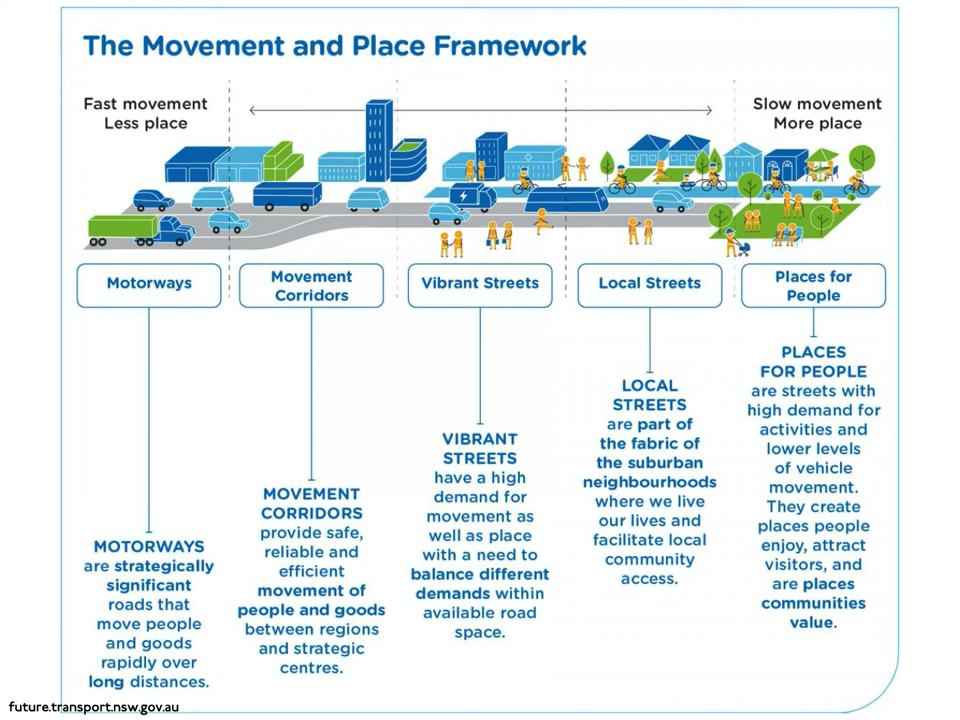 The Movement and Place Framework
Fast movement
Less place
Slow movement
More place
Motorways
Movement
Corridors
Vibrant Streets
Local Streets
Places for
People
MOTORWAYS
are strategically
significant
roads that
move people
and goods
rapidly over
long distances.
MOVEMENT
CORRIDORS
provide safe,
reliable and
efficient
movement of
people and goods
between regions
and strategic
centres.
VIBRANT
STREETS
have a high
demand for
movement as
well as place
with a need to
balance different
demands within
available road
space.
LOCAL
STREETS
are part of
the fabric of
the suburban
neighbourhoods
where we live
our lives and
facilitate local
community
access.
PLACES
FOR PEOPLE
are streets with
high demand for
activities and
lower levels
of vehicle
movement.
They create
places people
enjoy, attract
visitors, and
are places
communities
value.
future.transport.nsw.gov.au